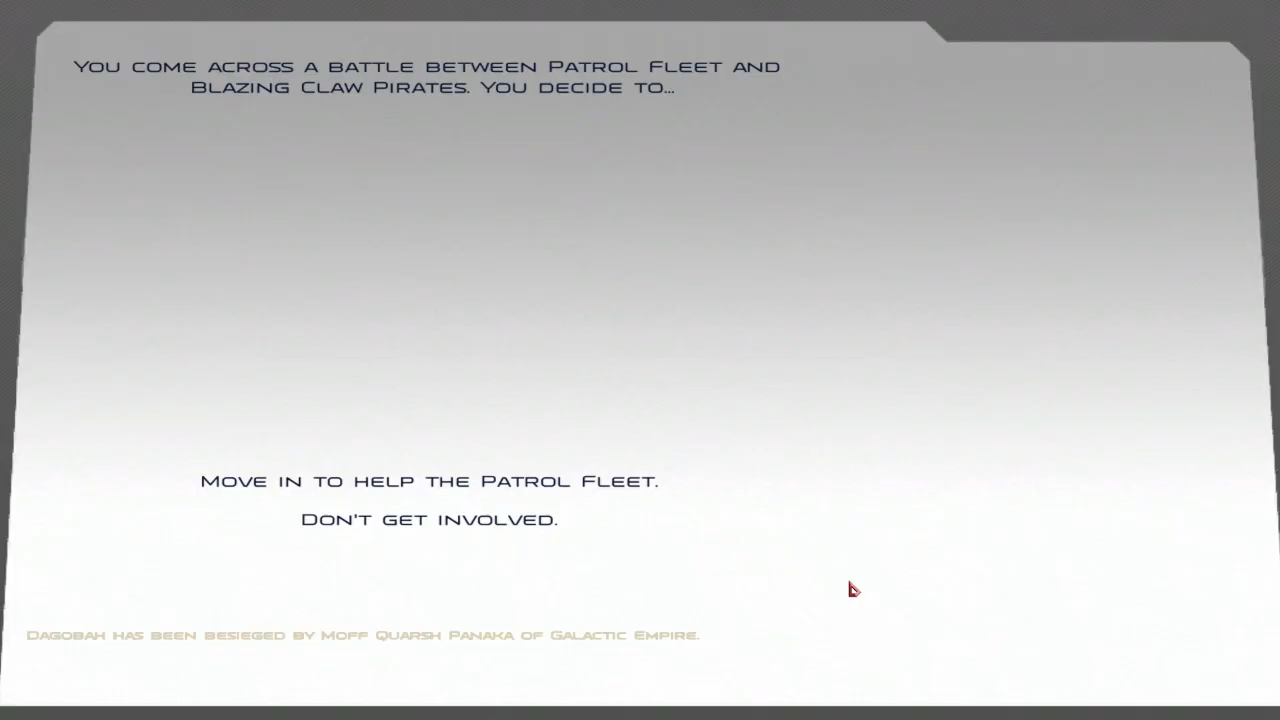 You come across a battle between Patrol Fleet and
Blazing Claw Pirates. You decide to...
Move in to help the Patrol Fleet.
Don't get involved.
Dagobah has been besieged by Moff Quarsh Panaka of Galactic Empire.